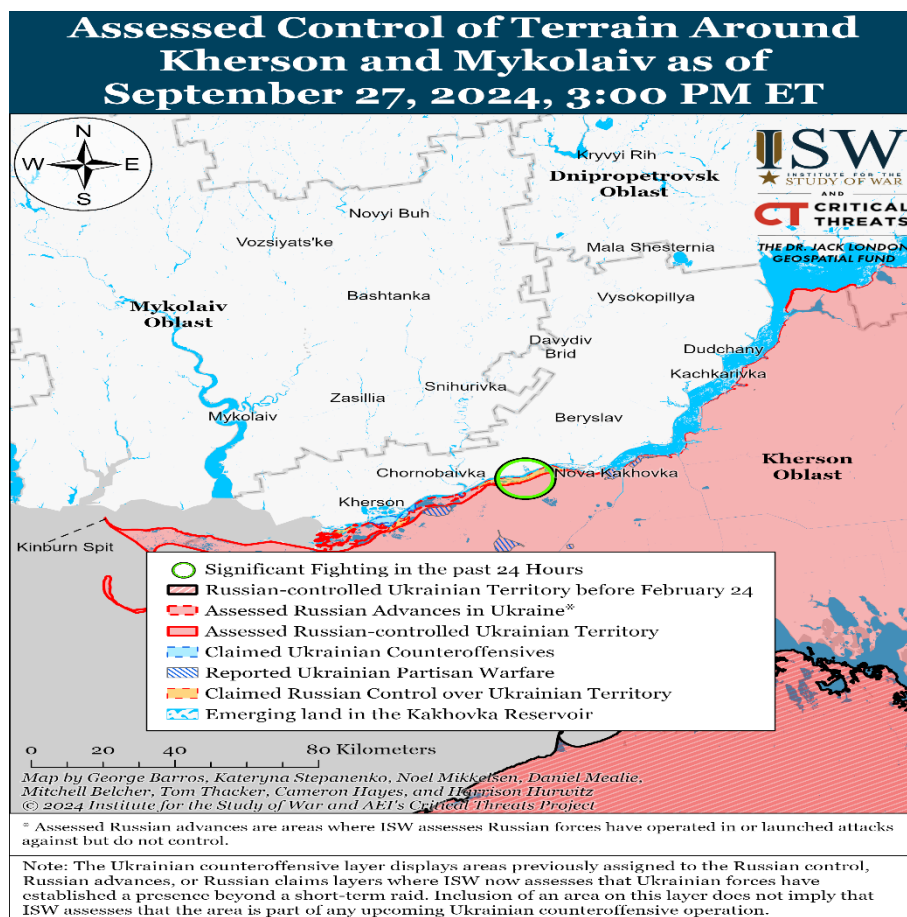 Assessed Control of Terrain Around
Kherson and Mykolaiv as of
September 27, 2024, 3:00 PM ET
N
W E
S
ISW
INSTITUTE FOR THE
STUDY OF WAR
AND
CT CRITICAL
THREATS
THE DR. JACK LONDON
GEOSPATIAL FUND
Kryvyi Rih
Dnipropetrovsk
Oblast
Novyi Buh
Vozsiyats'ke
Mala Shesternia
Mykolaiv
Oblast
Bashtanka
Vysokopillya
Davydiv
Brid
Dudchany
Kachkarivka
Snihurivka
Zasillia
Mykolaiv
Beryslav
Kherson
Oblast
Chornobaivka
Nova Kakhovka
Kherson
Kinburn Spit
Significant Fighting in the past 24 Hours
Russian-controlled Ukrainian Territory before February 24
Assessed Russian Advances in Ukraine*
Assessed Russian-controlled Ukrainian Territory
Claimed Ukrainian Counteroffensives
Reported Ukrainian Partisan Warfare
Claimed Russian Control over Ukrainian Territory
Emerging land in the Kakhovka Reservoir
0 20 40 80 Kilometers
Map by George Barros, Kateryna Stepanenko, Noel Mikkelsen, Daniel Mealie,
Mitchell Belcher, Tom Thacker, Cameron Hayes, and Harrison Hurwitz
© 2024 Institute for the Study of War and AEI's Critical Threats Project
* Assessed Russian advances are areas where ISW assesses Russian forces have operated in or launched attacks
against but do not control.
Note: The Ukrainian counteroffensive layer displays areas previously assigned to the Russian control,
Russian advances, or Russian claims layers where ISW now assesses that Ukrainian forces have
established a presence beyond a short-term raid. Inclusion of an area on this layer does not imply that
ISW assesses that the area is part of any upcoming Ukrainian counteroffensive operation.